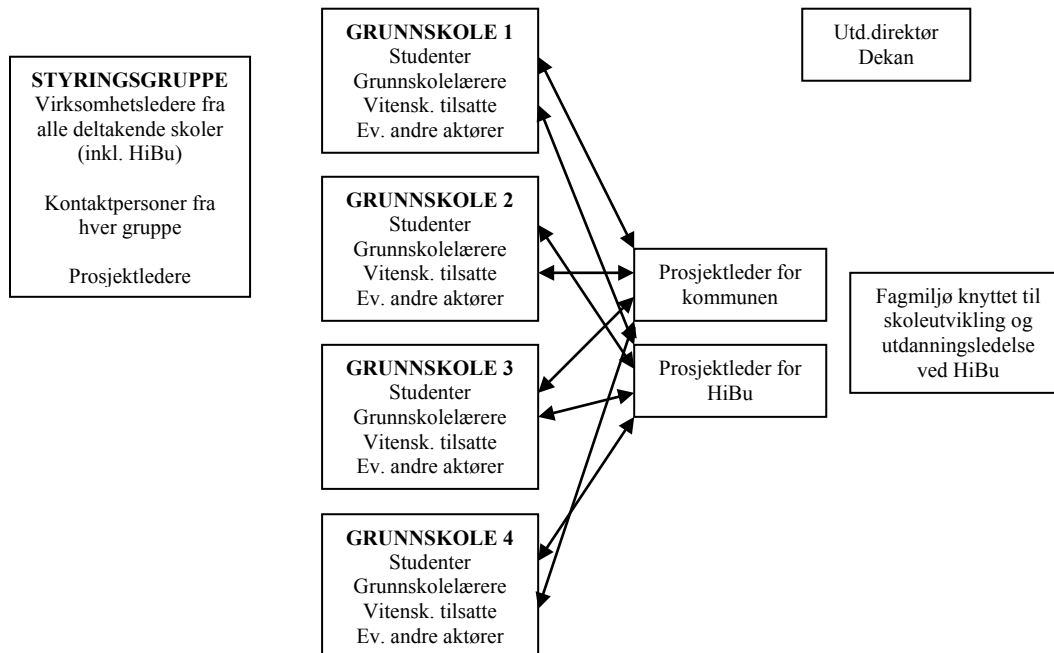 STYRINGSGRUPPE
Virksomhetsledere fra
alle deltakende skoler
(inkl. HiBu)
Kontaktpersoner fra
hver gruppe
Prosjektledere
GRUNNSKOLE 1
Studenter
Grunnskolelærere
Vitensk. tilsatte
Ev. andre aktører
GRUNNSKOLE 2
Studenter
Grunnskolelærere
Vitensk. tilsatte
Ev. andre aktører
GRUNNSKOLE 3
Studenter
Grunnskolelærere
Vitensk. tilsatte
Ev. andre aktører
GRUNNSKOLE 4
Studenter
Grunnskolelærere
Vitensk. tilsatte
Ev. andre aktører
Prosjektleder for
kommunen
Prosjektleder for
HiBu
Utd.direktør
Dekan
Fagmiljø knyttet til
skoleutvikling og
utdanningsledelse
ved HiBu